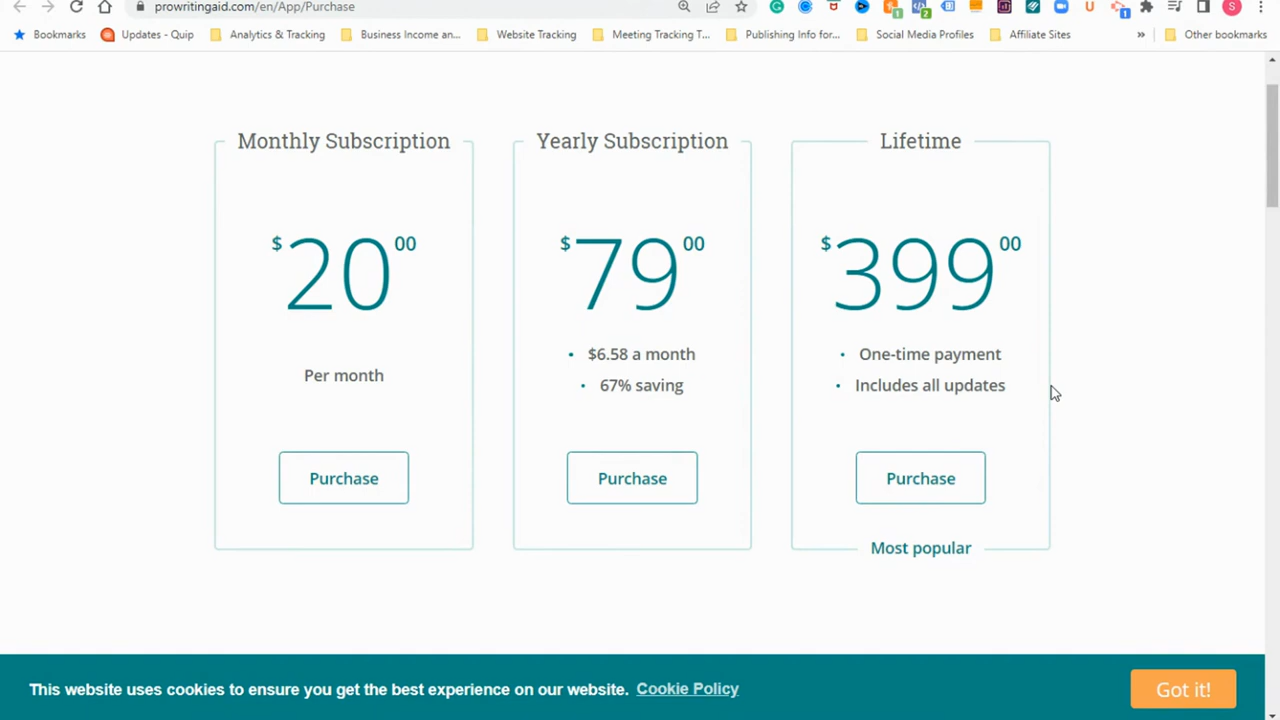 prowritingaid.com/en/App/Purchase
Bookmarks
Updates - Quip
Analytics & Tracking
Business Income an...
Website Tracking
Meeting Tracking T...
Publishing Info for...
Social Media Profiles
Affiliate Sites
»
Other bookmarks
Monthly Subscription
$20 00
Per month
Purchase
Yearly Subscription
$79 00
• $6.58 a month
• 67% saving
Purchase
Lifetime
$399 00
• One-time payment
• Includes all updates
Purchase
Most popular
This website uses cookies to ensure you get the best experience on our website. Cookie Policy
Got it!